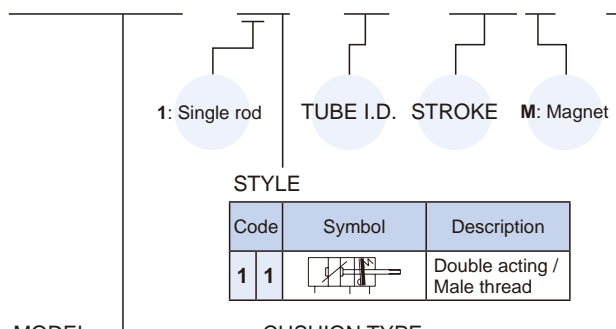 1: Single rod TUBE I.D. STROKE M: Magnet
STYLE
Code Symbol Description
1 1 Double acting /
Male thread
MODEL CUSHION TYPE